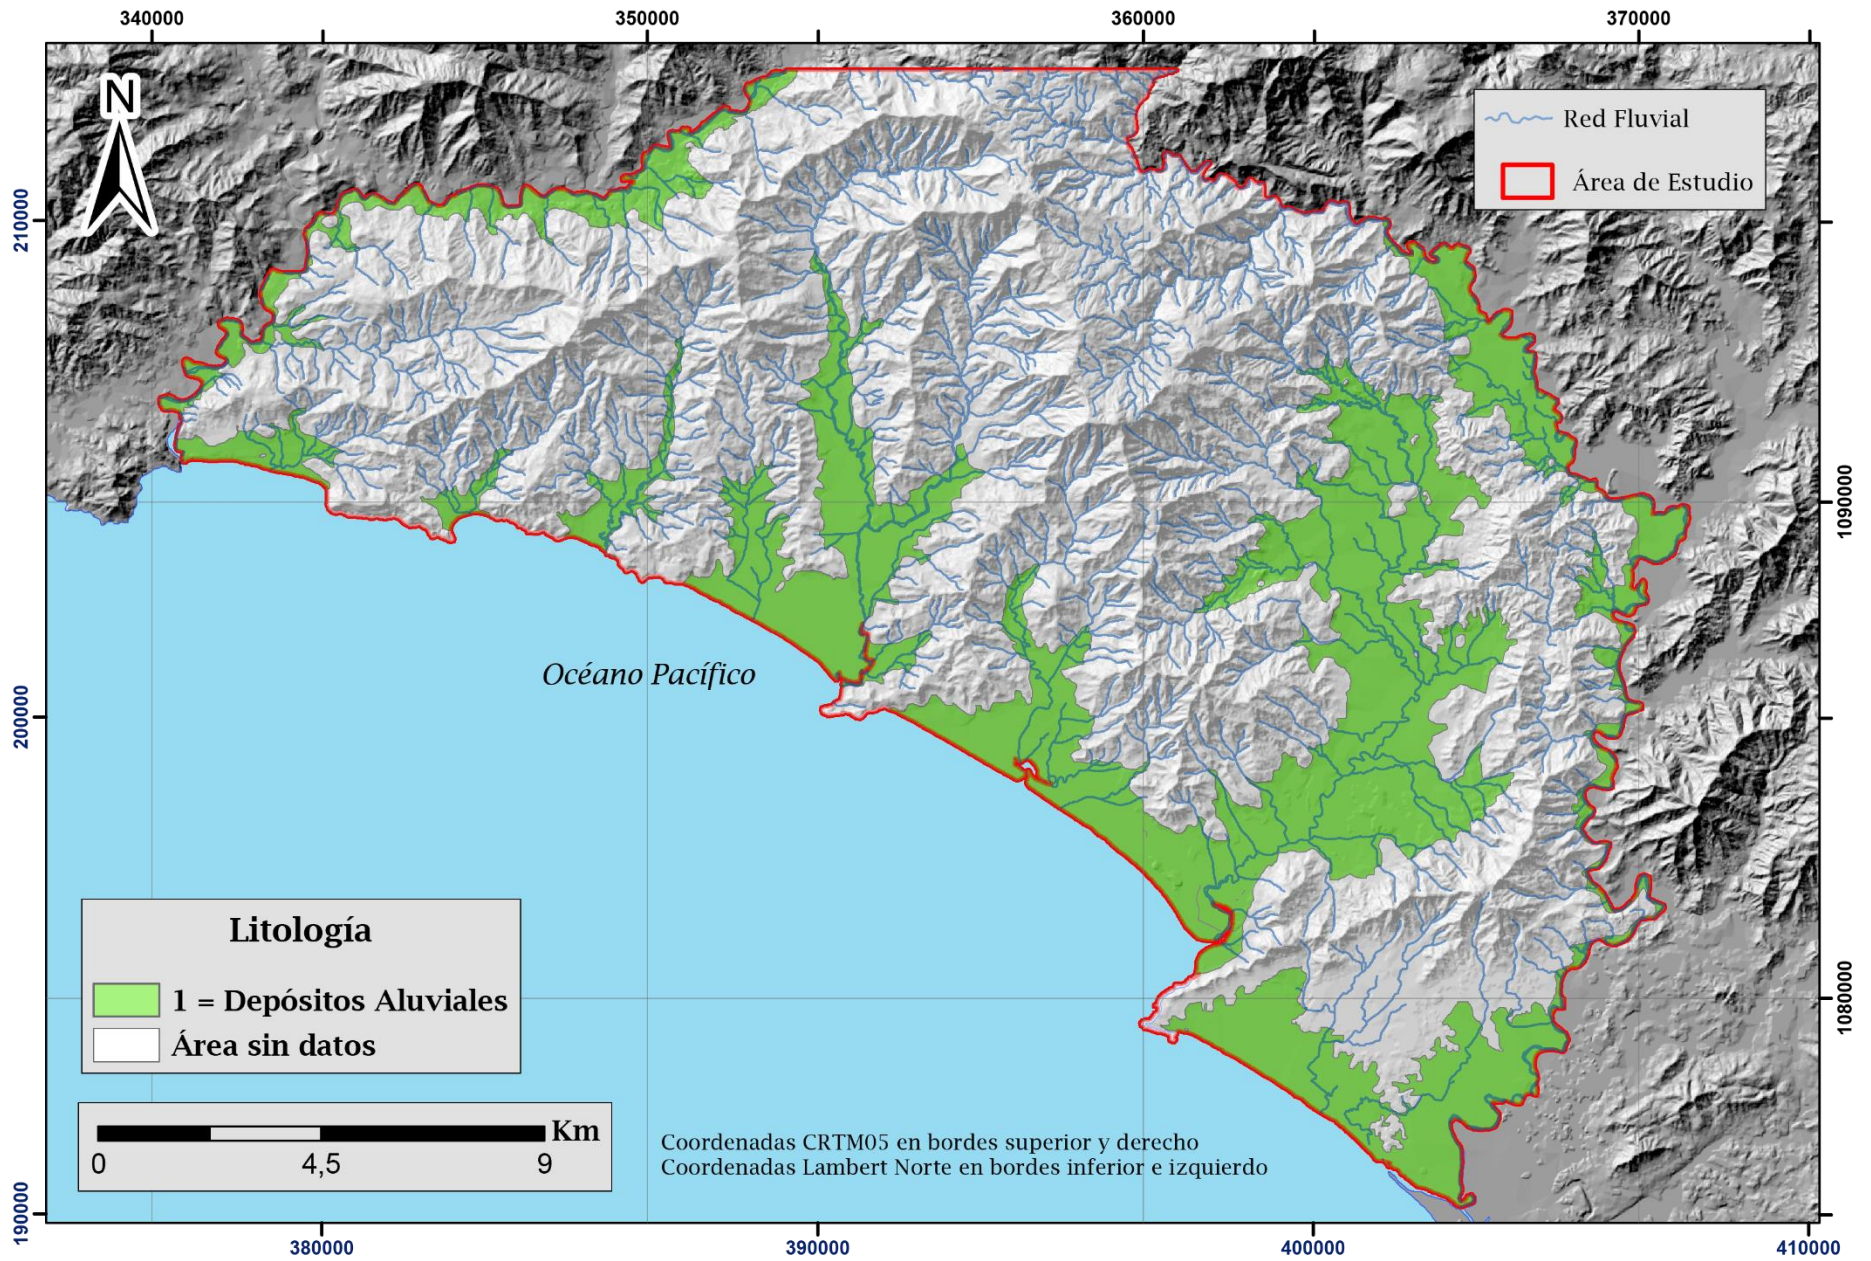 340000
350000
360000
370000
N
Red Fluvial
Área de Estudio
210000
1090000
Océano Pacífico
200000
Litología
1 = Depósitos Aluviales
Área sin datos
1080000
Km
0
4,5
9
Coordenadas CRTM05 en bordes superior y derecho
Coordenadas Lambert Norte en bordes inferior e izquierdo
190000
380000
390000
400000
410000